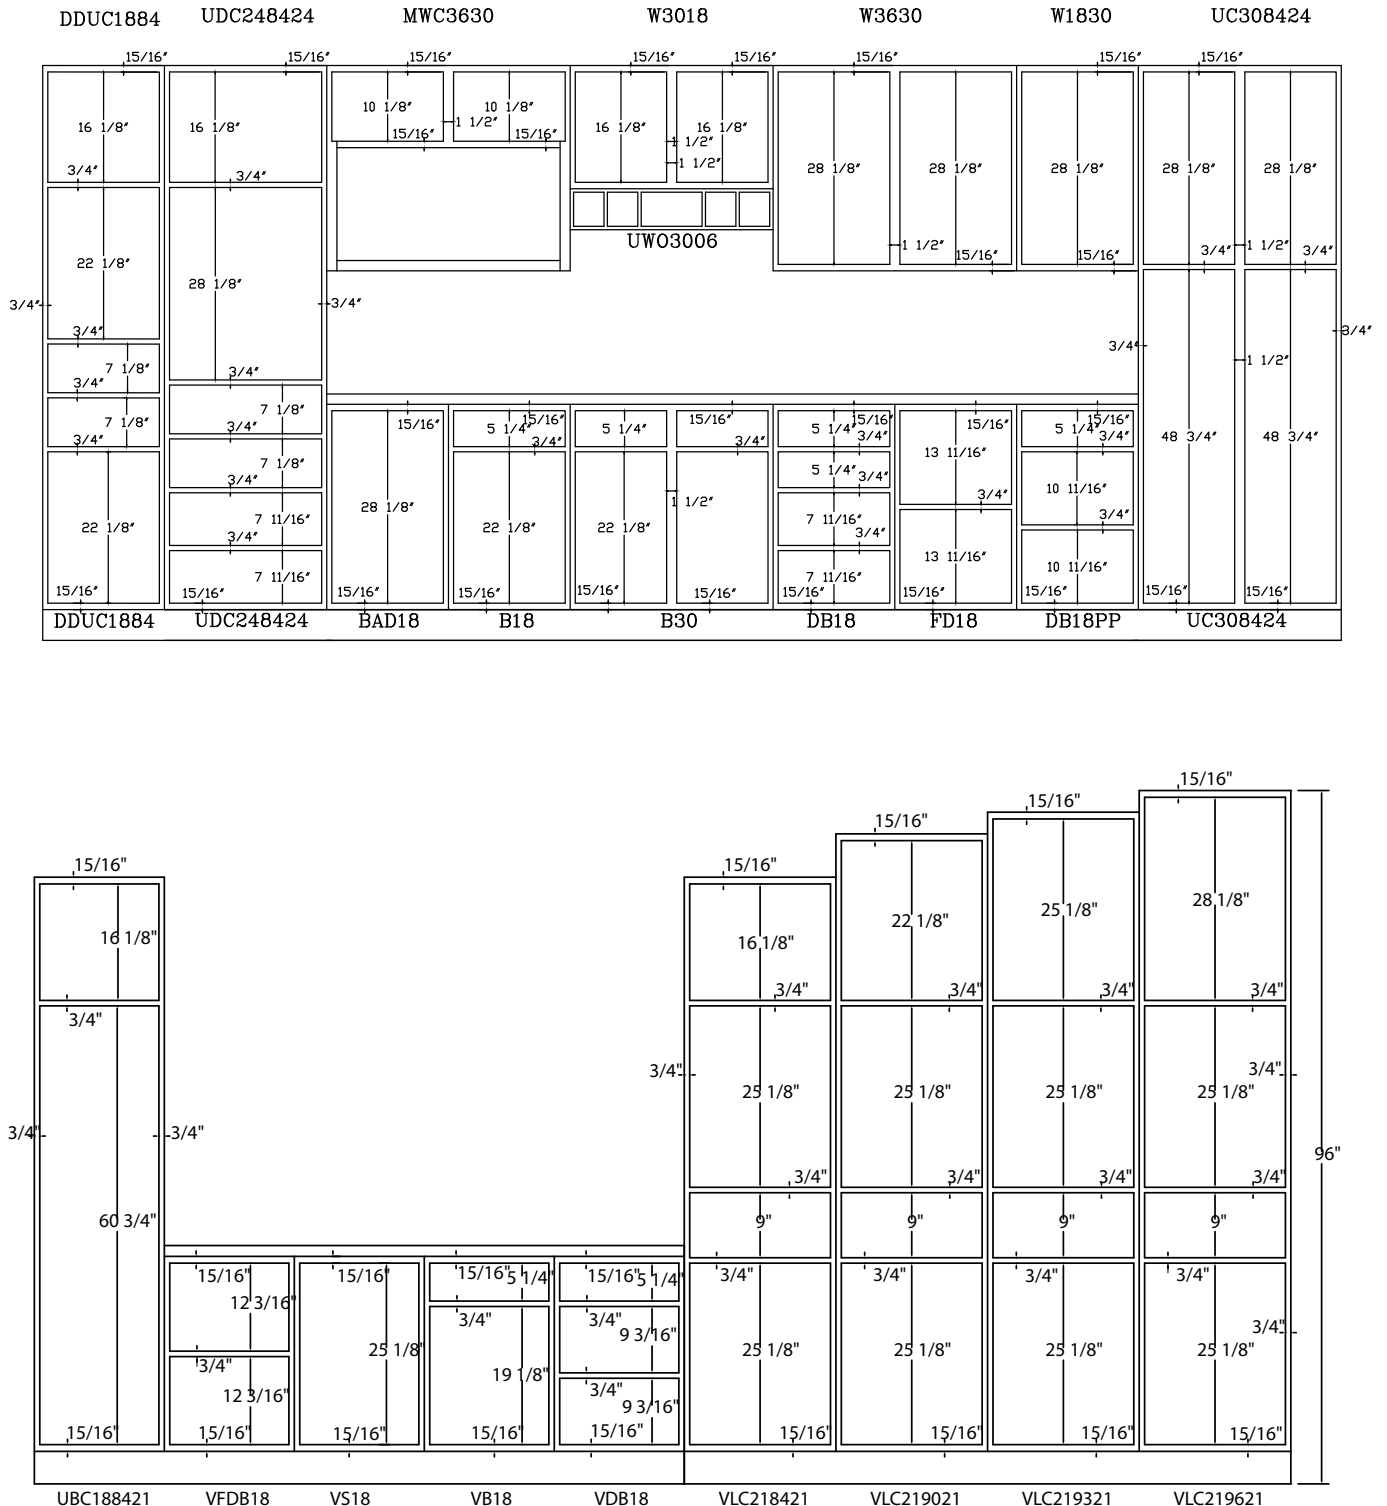 DDUC1884 UDC248424 MWC3630 W3018 W3630 W1830 UC308424
15/16" 15/16" 15/16" 15/16" 15/16" 15/16" 15/16" 15/16"
10 1/8" 10 1/8"
16 1/8" 16 1/8" 1 1/2" 16 1/8" 16 1/8"
15/16" 15/16" 1 1/2"
3/4" 3/4" 1 1/2" 28 1/8" 28 1/8" 28 1/8" 28 1/8" 28 1/8"
UWO3006
1 1/2" 1 1/2"
22 1/8" 15/16" 15/16" 3/4" 3/4"
28 1/8"
3/4" 3/4"
3/4" 3/4" 3/4"
3/4" 1 1/2"
7 1/8"
3/4" 3/4"
7 1/8" 7 1/8" 15/16" 15/16" 15/16" 15/16" 15/16" 15/16"
5 1/4" 5 1/4" 5 1/4" 5 1/4"
3/4" 3/4" 3/4" 3/4" 3/4" 3/4" 48 3/4" 48 3/4"
13 11/16"
7 1/8" 5 1/4"
3/4" 3/4" 10 11/16"
28 1/8" 1 1/2" 3/4"
22 1/8" 7 11/16" 22 1/8" 22 1/8" 7 11/16" 3/4"
3/4" 3/4" 13 11/16"
7 11/16" 7 11/16" 10 11/16"
15/16" 15/16" 15/16" 15/16" 15/16" 15/16" 15/16" 15/16" 15/16" 15/16" 15/16"
DDUC1884 UDC248424 BAD18 B18 B30 DB18 FD18 DB18PP UC308424
15/16"
15/16"
15/16"
15/16" 15/16"
28 1/8"
25 1/8"
22 1/8"
16 1/8" 16 1/8"
3/4" 3/4" 3/4" 3/4"
3/4"
3/4" 3/4"
25 1/8" 25 1/8" 25 1/8" 25 1/8"
3/4" 3/4"
96"
3/4" 3/4" 3/4" 3/4"
60 3/4" 9" 9" 9" 9"
15/16" 15/16" 15/16" 5 1/4" 15/16" 5 1/4" 3/4" 3/4" 3/4" 3/4"
12 3/16"
3/4" 3/4"
9 3/16" 3/4"
25 1/8" 25 1/8" 25 1/8" 25 1/8" 25 1/8"
3/4" 19 1/8"
12 3/16" 3/4"
9 3/16"
15/16" 15/16" 15/16" 15/16" 15/16" 15/16" 15/16" 15/16" 15/16"
UBC188421 VFDB18 VS18 VB18 VDB18 VLC218421 VLC219021 VLC219321 VLC219621